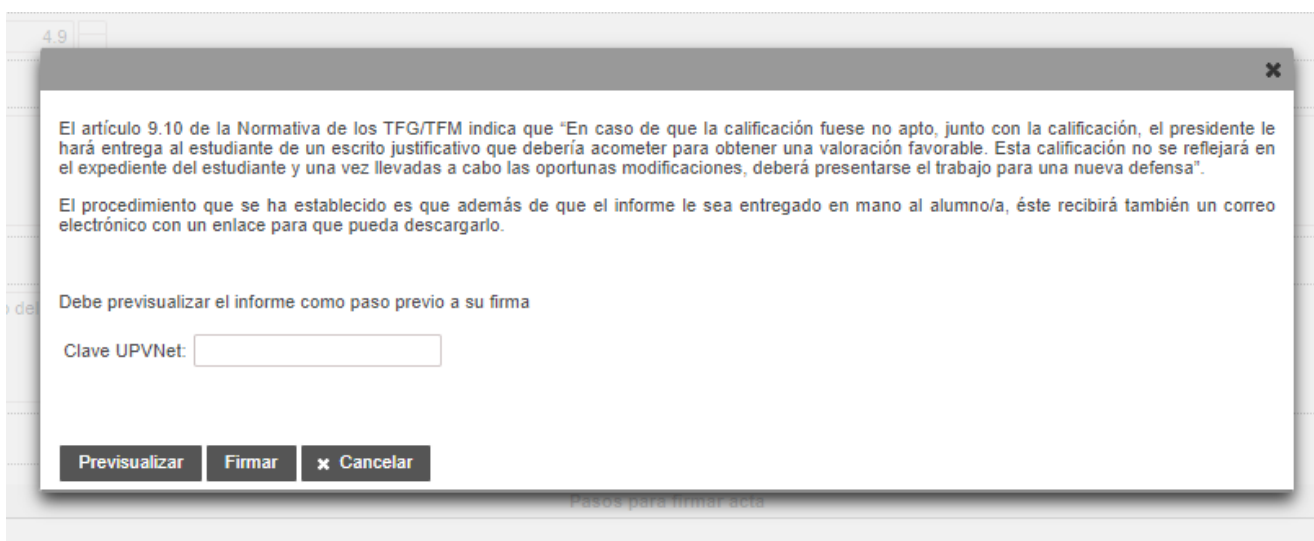 4.9
El artículo 9.10 de la Normativa de los TFG/TFM indica que “En caso de que la calificación fuese no apto, junto con la calificación, el presidente le
hará entrega al estudiante de un escrito justificativo que debería acometer para obtener una valoración favorable. Esta calificación no se reflejará en
el expediente del estudiante y una vez llevadas a cabo las oportunas modificaciones, deberá presentarse el trabajo para una nueva defensa”.
El procedimiento que se ha establecido es que además de que el informe le sea entregado en mano al alumno/a, éste recibirá también un correo
electrónico con un enlace para que pueda descargarlo.
Debe previsualizar el informe como paso previo a su firma
del
Clave UPVNet:
Previsualizar Firmar Cancelar
Pasos para firmar acta